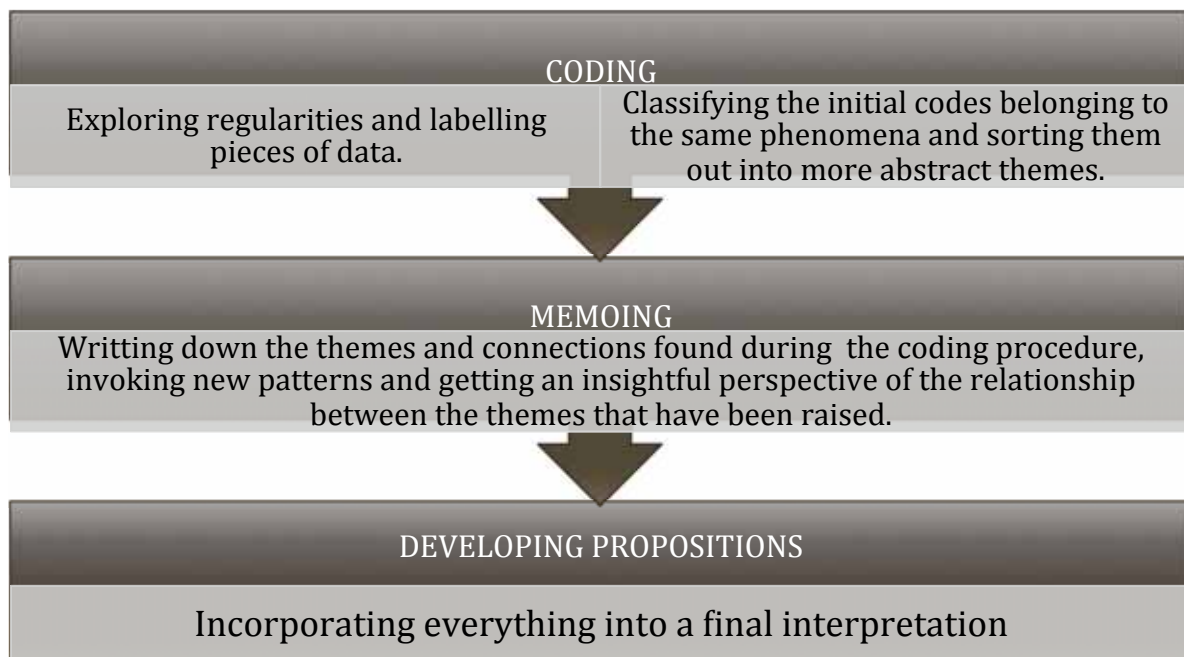 CODING
Exploring regularities and labelling
pieces of data.
Classifying the initial codes belonging to
the same phenomena and sorting them
out into more abstract themes.
MEMOING
Writting down the themes and connections found during the coding procedure,
invoking new patterns and getting an insightful perspective of the relationship
between the themes that have been raised.
DEVELOPING PROPOSITIONS
Incorporating everything into a final interpretation